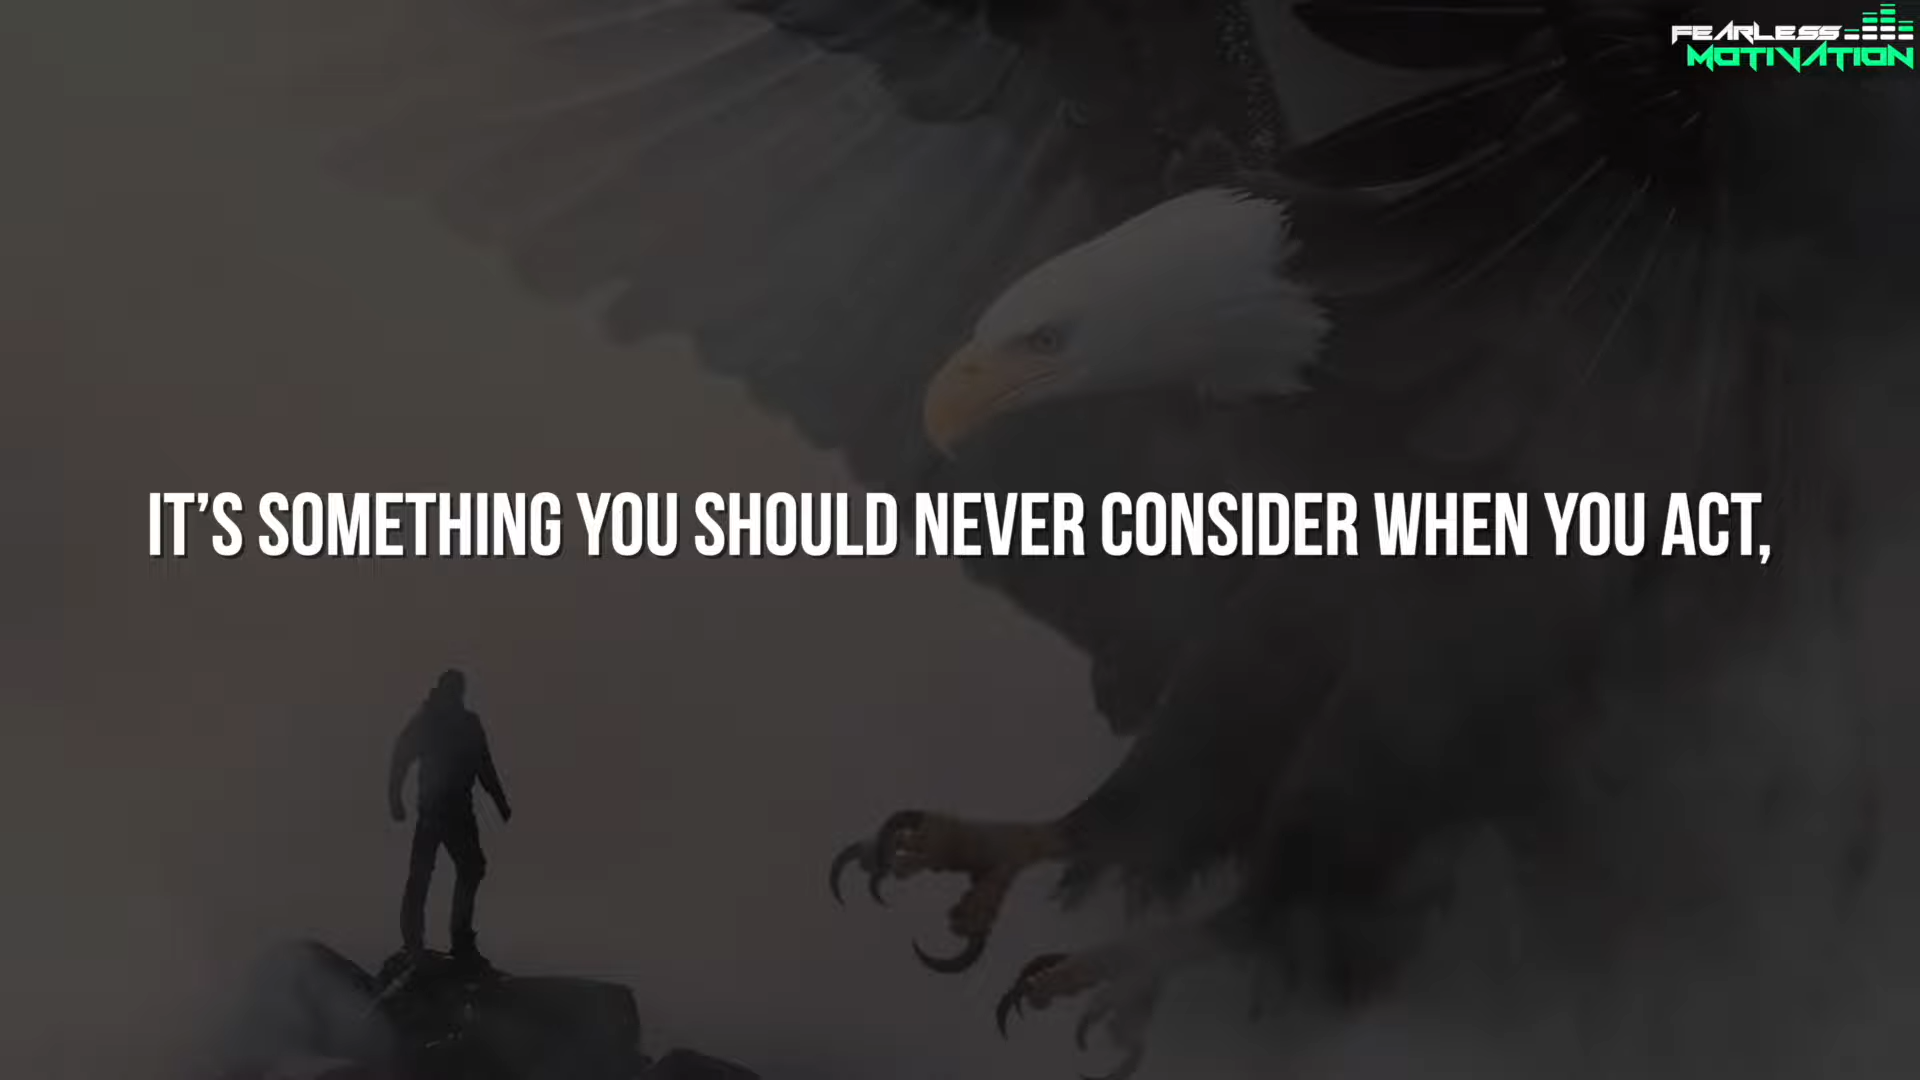 FEARLESS
MOTIVATION
IT'S SOMETHING YOU SHOULD NEVER CONSIDER WHEN YOU ACT,